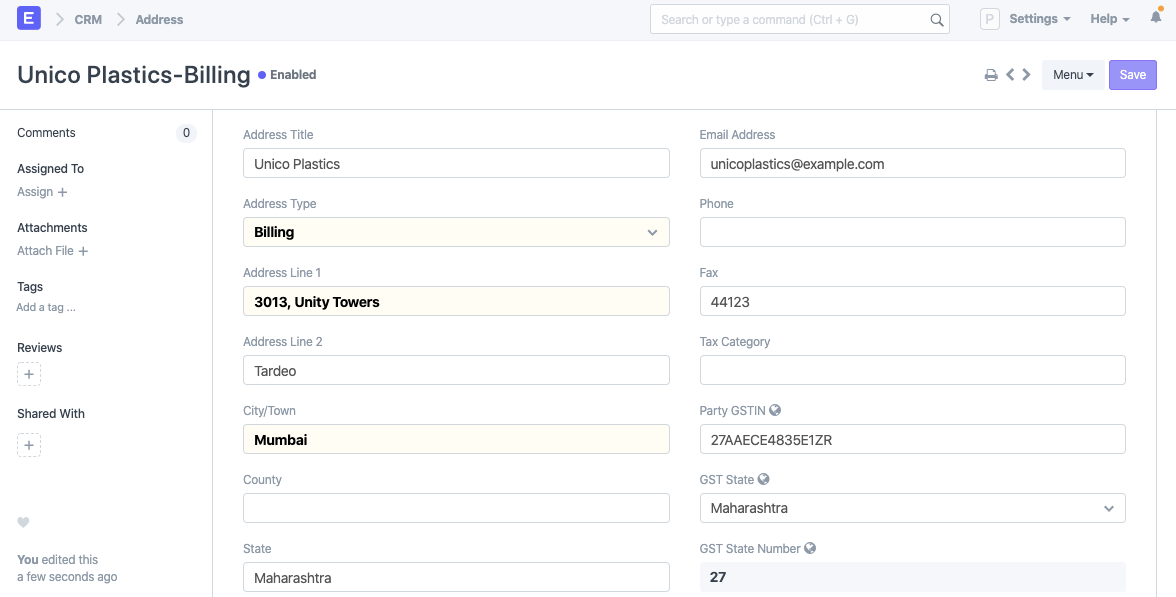 E CRM Address Search or type a command (Ctrl + G) P Settings Help
Unico Plastics-Billing Enabled Menu Save
Comments 0
Assigned To
Assign +
Attachments
Attach File +
Tags
Add a tag ...
Reviews
+
Shared With
+
You edited this
a few seconds ago
Address Title
Unico Plastics
Address Type
Billing
Address Line 1
3013, Unity Towers
Address Line 2
Tardeo
City/Town
Mumbai
County
State
Maharashtra
Email Address
unicoplastics@example.com
Phone
Fax
44123
Tax Category
Party GSTIN
27AAECE4835E1ZR
GST State
Maharashtra
GST State Number
27